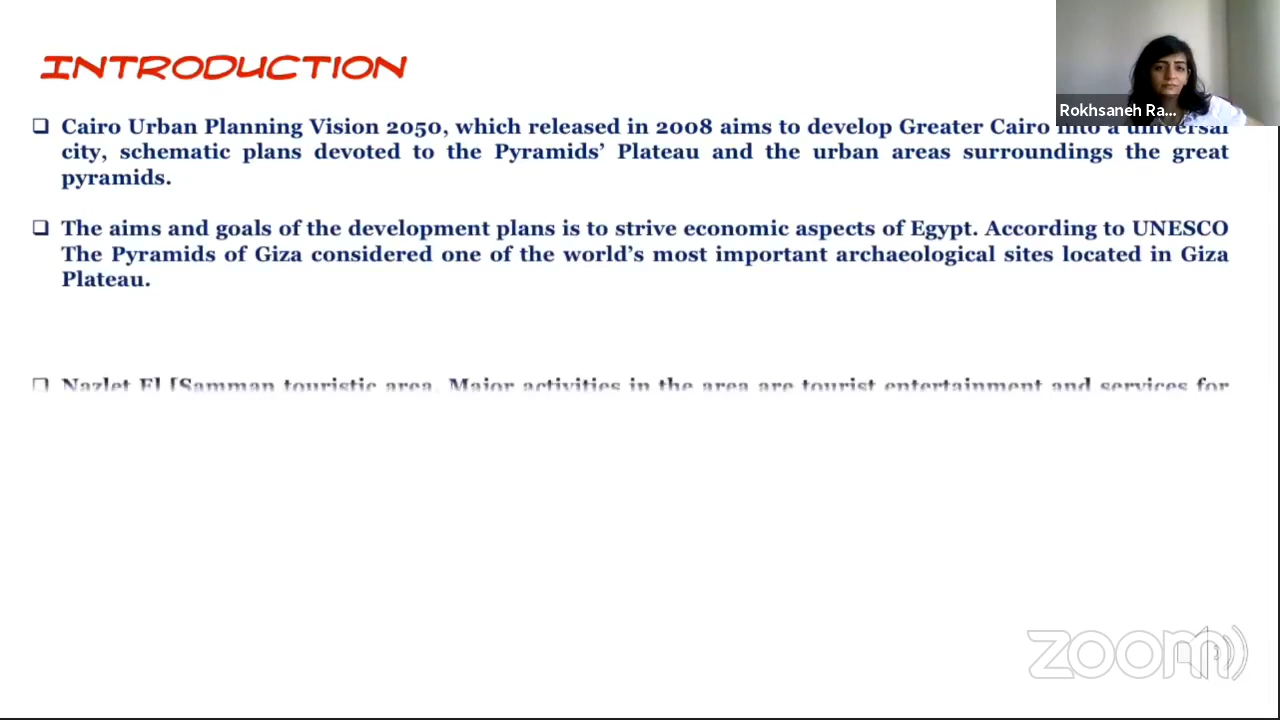 INTRODUCTION
Rokhsaneh Ra...
❑ Cairo Urban Planning Vision 2050, which released in 2008 aims to develop Greater Cairo into a universal
city, schematic plans devoted to the Pyramids’ Plateau and the urban areas surroundings the great
pyramids.
❑ The aims and goals of the development plans is to strive economic aspects of Egypt. According to UNESCO
The Pyramids of Giza considered one of the world’s most important archaeological sites located in Giza
Plateau.
❑ Nazlet El [Samman touristic area. Major activities in the area are tourist entertainment and services for
zoom